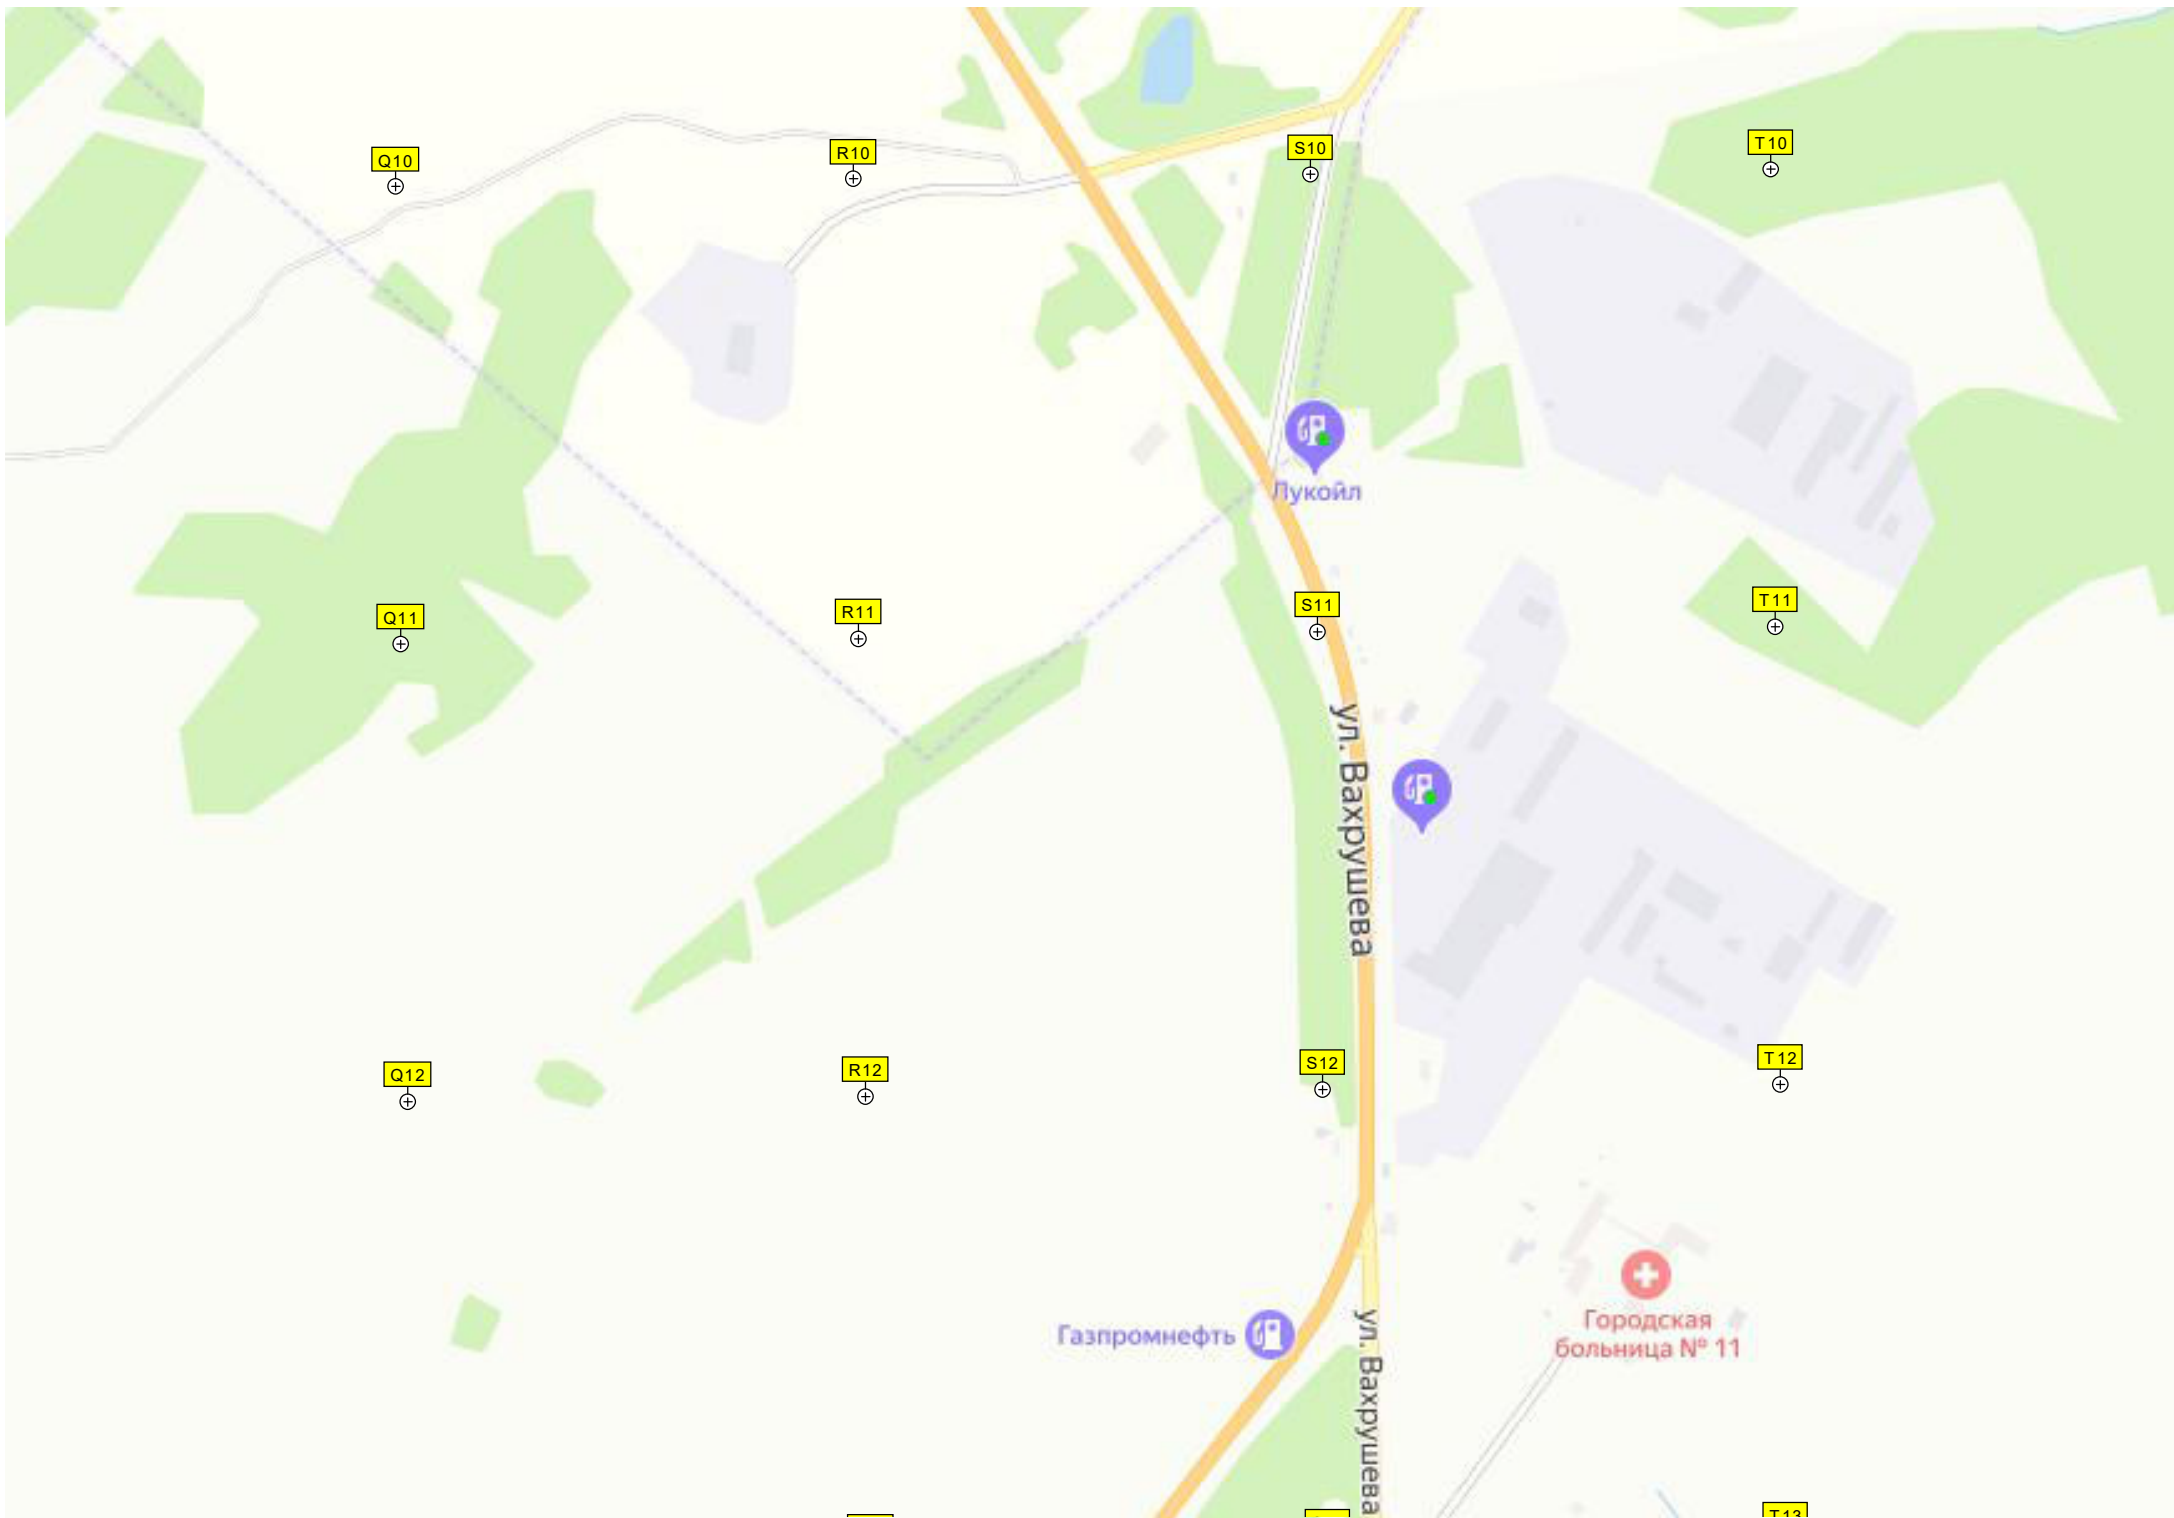 Q10
R10
S10
T10
Лукойл
Q11
R11
S11
T11
ул. Вахрушева
Q12
R12
S12
T12
Газпромнефть
ул. Вахрушева
Городская
больница № 11
T13